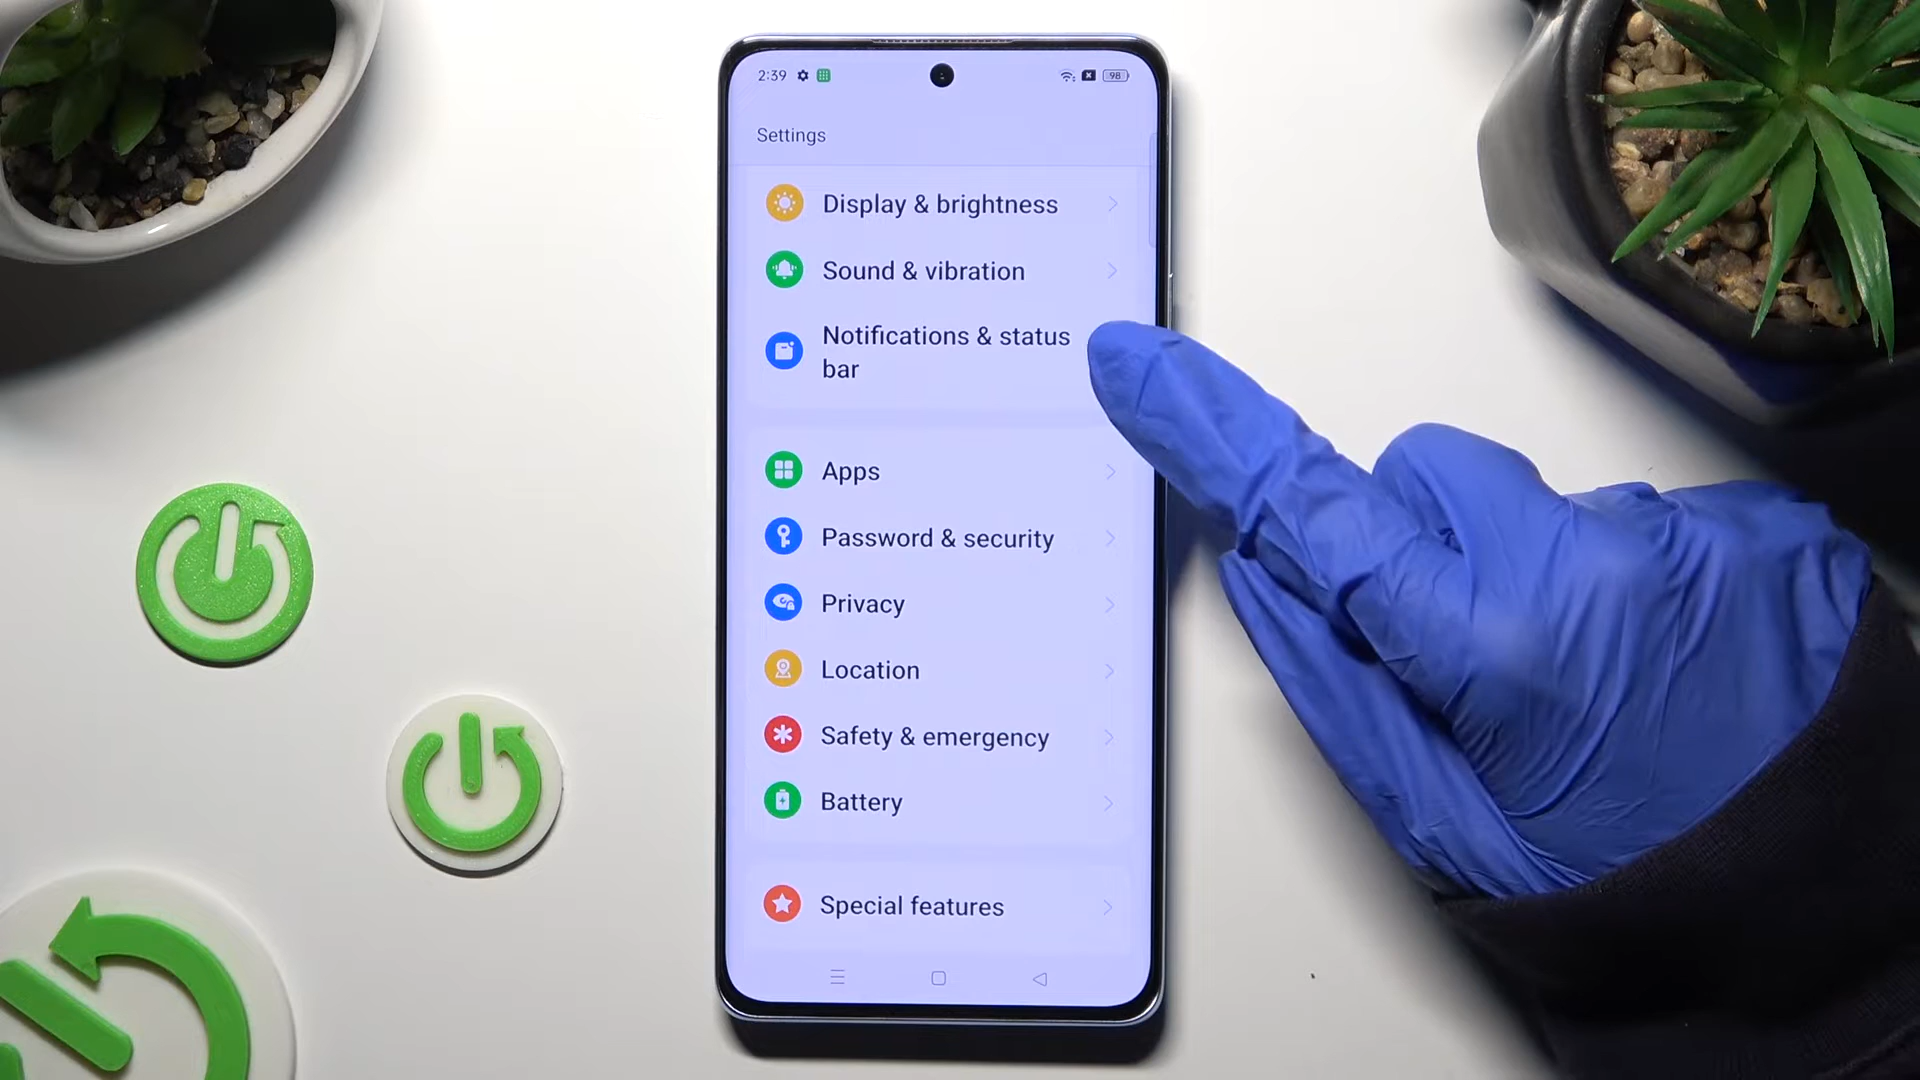 2:39
98
Settings
Display & brightness
Sound & vibration
Notifications & status
bar
Apps
Password & security
Privacy
Location
Safety & emergency
Battery
Special features